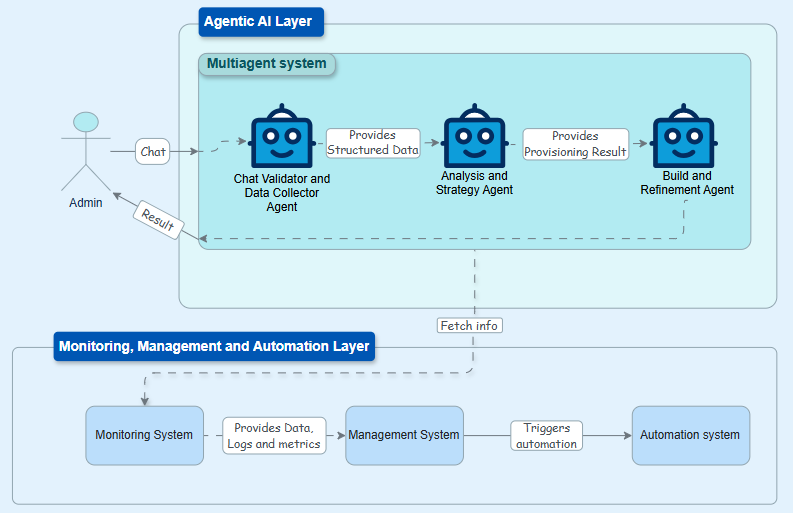 Agentic AI Layer
Multiagent system
Chat
Provides
Structured Data
Provides
Provisioning Result
Chat Validator and
Data Collector
Agent
Analysis and
Strategy Agent
Build and
Refinement Agent
Admin
Result
Fetch info
Monitoring, Management and Automation Layer
Monitoring System
Provides Data,
Logs and metrics
Management System
Triggers
automation
Automation system